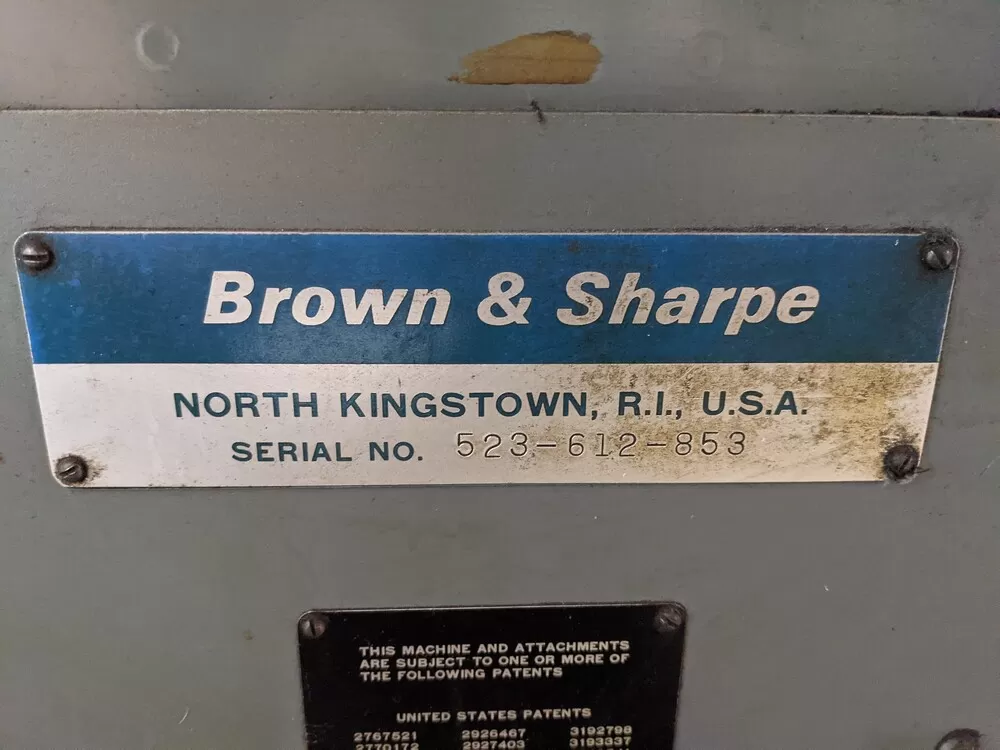 Brown & Sharpe
NORTH KINGSTOWN, R.I., U.S.A.
SERIAL NO. 523-612-853
THIS MACHINE AND ATTACHMENTS
ARE SUBJECT TO ONE OR MORE OF
THE FOLLOWING PATENTS
UNITED STATES PATENTS
2767521 2926467 3192798
2770172 2927403 3193337